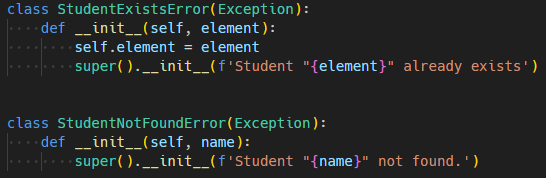 class StudentExistsError(Exception):
    def __init__(self, element):
        self.element = element
        super().__init__(f'Student "{element}" already exists')
class StudentNotFoundError(Exception):
    def __init__(self, name):
        super().__init__(f'Student "{name}" not found.')